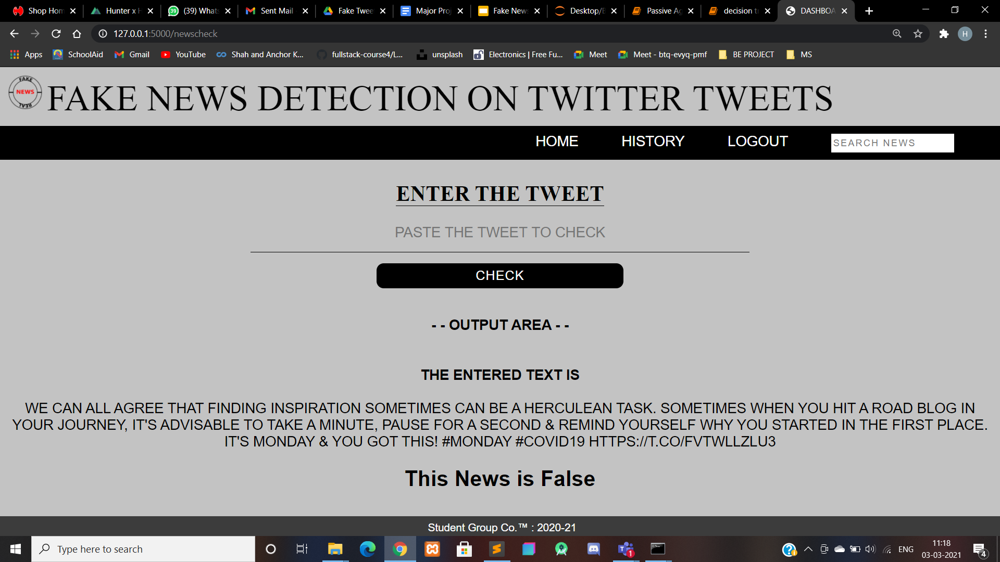 Shop Hom
Hunter x H
(39) Whats
Sent Mail
Fake Twee
Major Proj
Fake News
Desktop/B
Passive Ag
decision tr
DASHBOA
127.0.0.1:5000/newscheck
H
Apps
SchoolAid
Gmail
YouTube
Shah and Anchor K...
fullstack-course4/L...
unsplash
Electronics | Free Fu...
Meet
Meet - btq-evyq-pmf
BE PROJECT
MS
FAKE
NEWS
REAL
FAKE NEWS DETECTION ON TWITTER TWEETS
HOME
HISTORY
LOGOUT
SEARCH NEWS
ENTER THE TWEET
PASTE THE TWEET TO CHECK
CHECK
- - OUTPUT AREA - -
THE ENTERED TEXT IS
WE CAN ALL AGREE THAT FINDING INSPIRATION SOMETIMES CAN BE A HERCULEAN TASK. SOMETIMES WHEN YOU HIT A ROAD BLOG IN
YOUR JOURNEY, IT'S ADVISABLE TO TAKE A MINUTE, PAUSE FOR A SECOND & REMIND YOURSELF WHY YOU STARTED IN THE FIRST PLACE.
IT'S MONDAY & YOU GOT THIS! #MONDAY #COVID19 HTTPS://T.CO/FVTWLLZLU3
This News is False
Student Group Co.™ : 2020-21
Type here to search
1
ENG
11:18
03-03-2021
4